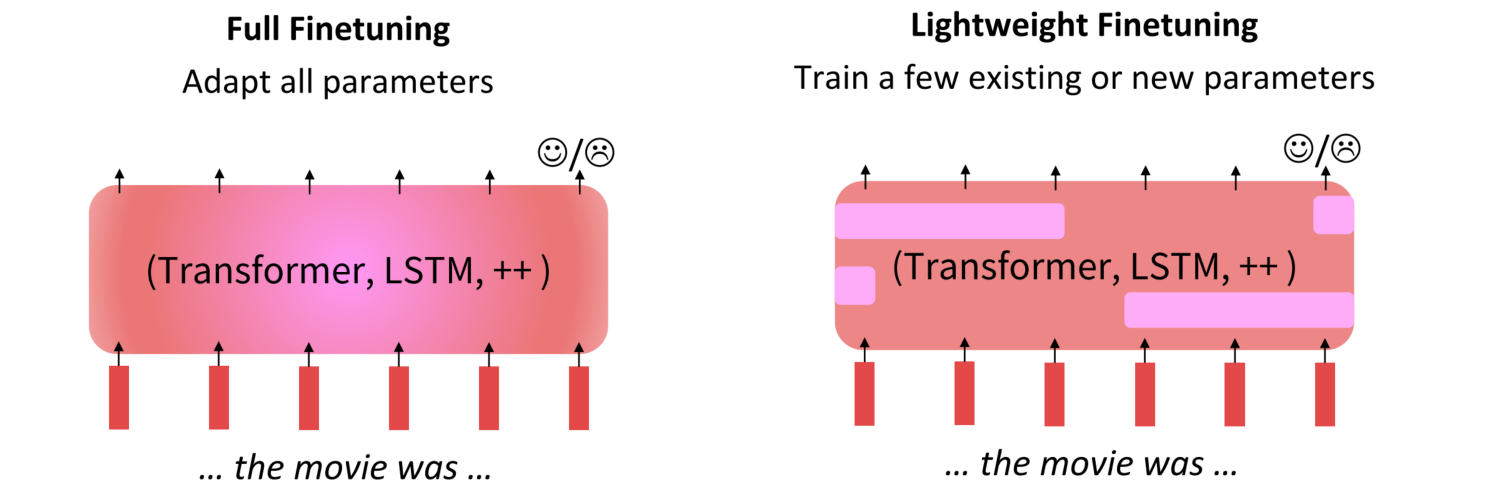 Full Finetuning
Adapt all parameters
☺/☹
(Transformer, LSTM, ++ )
… the movie was …
Lightweight Finetuning
Train a few existing or new parameters
☺/☹
(Transformer, LSTM, ++ )
… the movie was …